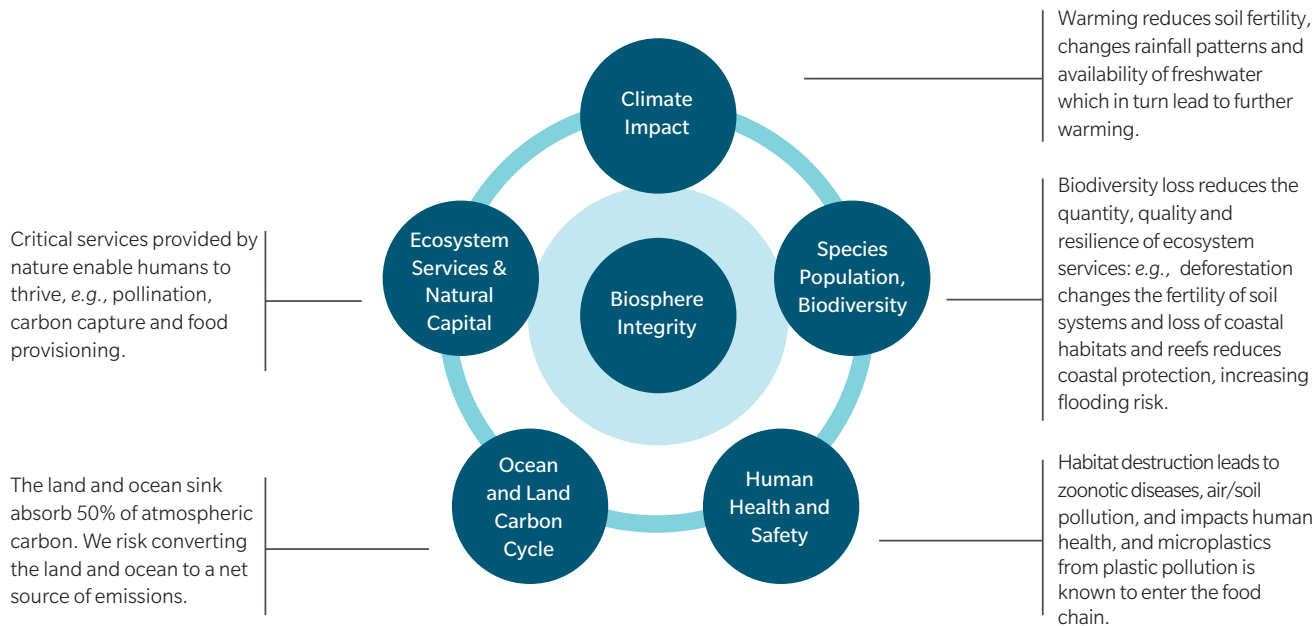 Climate
Impact
Warming reduces soil fertility,
changes rainfall patterns and
availability of freshwater
which in turn lead to further
warming.
Species
Population,
Biodiversity
Biodiversity loss reduces the
quantity, quality and
resilience of ecosystem
services: e.g., deforestation
changes the fertility of soil
systems and loss of coastal
habitats and reefs reduces
coastal protection, increasing
flooding risk.
Human
Health and
Safety
Habitat destruction leads to
zoonotic diseases, air/soil
pollution, and impacts human
health, and microplastics
from plastic pollution is
known to enter the food
chain.
Ocean
and Land
Carbon
Cycle
The land and ocean sink
absorb 50% of atmospheric
carbon. We risk converting
the land and ocean to a net
source of emissions.
Ecosystem
Services &
Natural
Capital
Critical services provided by
nature enable humans to
thrive, e.g., pollination,
carbon capture and food
provisioning.
Biosphere
Integrity